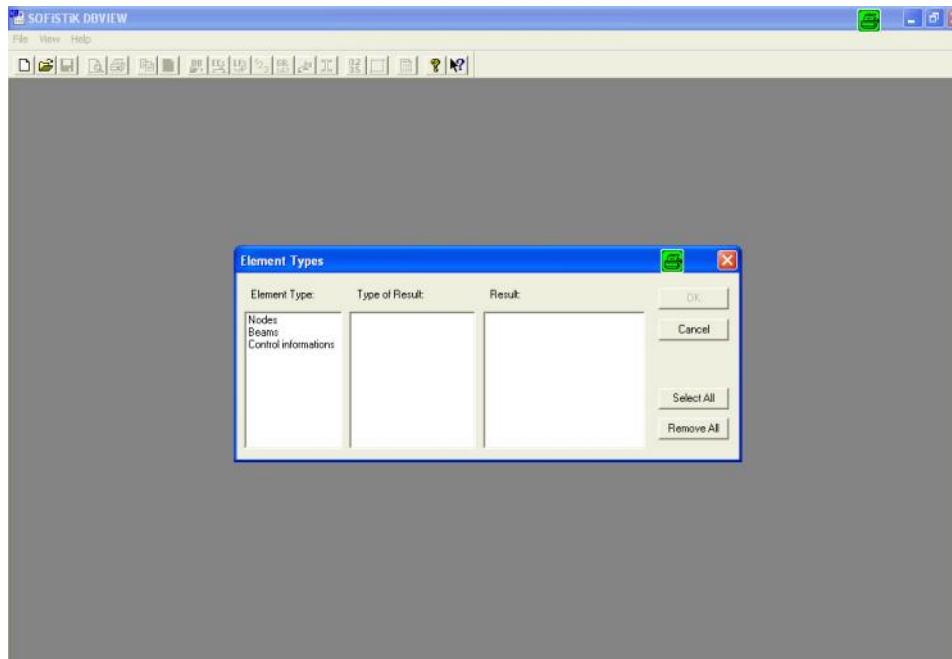 SOFiSTiK DBVIEW
File View Help
Element Types
Element Type: Type of Result: Result:
OK
Nodes
Beams
Control informations
Cancel
Select All
Remove All